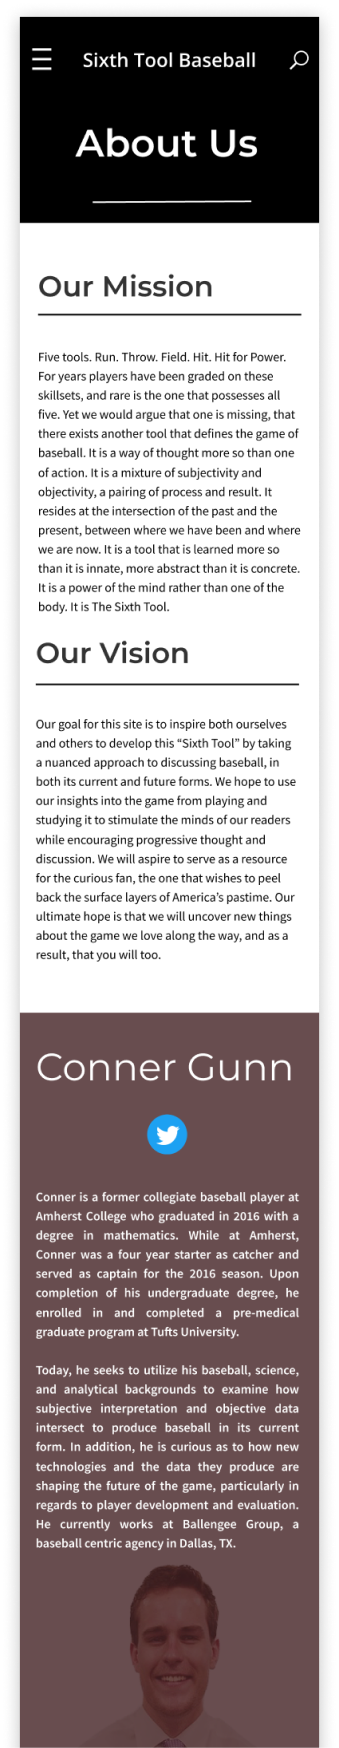 Sixth Tool Baseball
About Us
Our Mission
Five tools. Run. Throw. Field. Hit. Hit for Power.
For years players have been graded on these
skillsets, and rare is the one that possesses all
five. Yet we would argue that one is missing, that
there exists another tool that defines the game of
baseball. It is a way of thought more so than one
of action. It is a mixture of subjectivity and
objectivity, a pairing of process and result. It
resides at the intersection of the past and the
present, between where we have been and where
we are now. It is a tool that is learned more so
than it is innate, more abstract than it is concrete.
It is a power of the mind rather than one of the
body. It is The Sixth Tool.
Our Vision
Our goal for this site is to inspire both ourselves
and others to develop this “Sixth Tool” by taking
a nuanced approach to discussing baseball, in
both its current and future forms. We hope to use
our insights into the game from playing and
studying it to stimulate the minds of our readers
while encouraging progressive thought and
discussion. We will aspire to serve as a resource
for the curious fan, the one that wishes to peel
back the surface layers of America’s pastime. Our
ultimate hope is that we will uncover new things
about the game we love along the way, and as a
result, that you will too.
Conner Gunn
Conner is a former collegiate baseball player at
Amherst College who graduated in 2016 with a
degree in mathematics. While at Amherst,
Conner was a four year starter as catcher and
served as captain for the 2016 season. Upon
completion of his undergraduate degree, he
enrolled in and completed a pre-medical
graduate program at Tufts University.
Today, he seeks to utilize his baseball, science,
and analytical backgrounds to examine how
subjective interpretation and objective data
intersect to produce baseball in its current
form. In addition, he is curious as to how new
technologies and the data they produce are
shaping the future of the game, particularly in
regards to player development and evaluation.
He currently works at Ballengee Group, a
baseball centric agency in Dallas, TX.